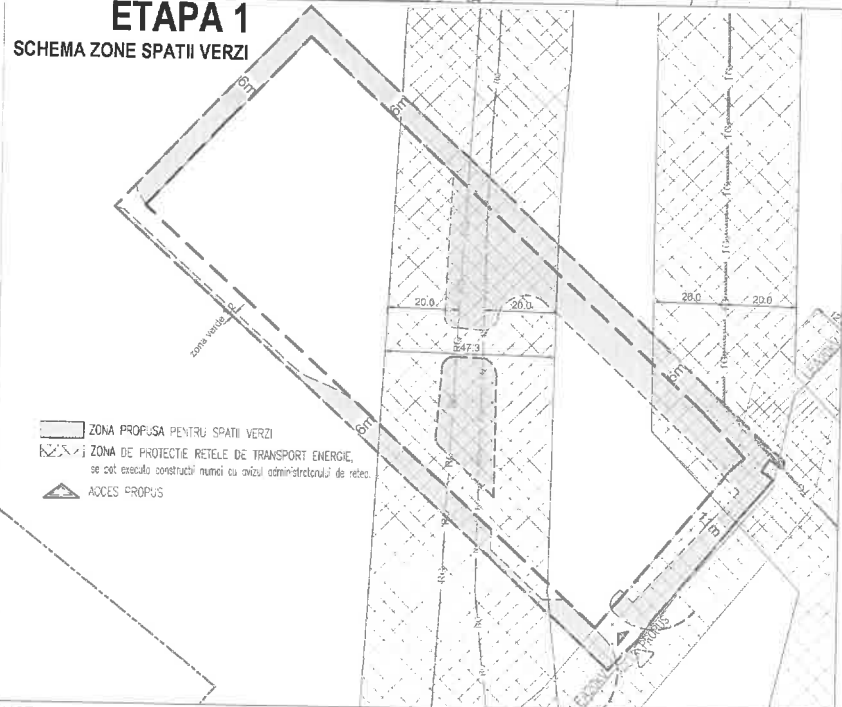 ETAPA 1
SCHEMA ZONE SPATII VERZI
6m
6m
20.0
20.0
20.0
20.0
zona verde
47.3
6m
6m
ZONA PROPUSA PENTRU SPATII VERZI
ZONA DE PROTECTIE RETELE DE TRANSPORT ENERGIE,
se pot executa constructii numai cu avizul administratorului de retea.
ACCES PROPUS
11m
PROPUS